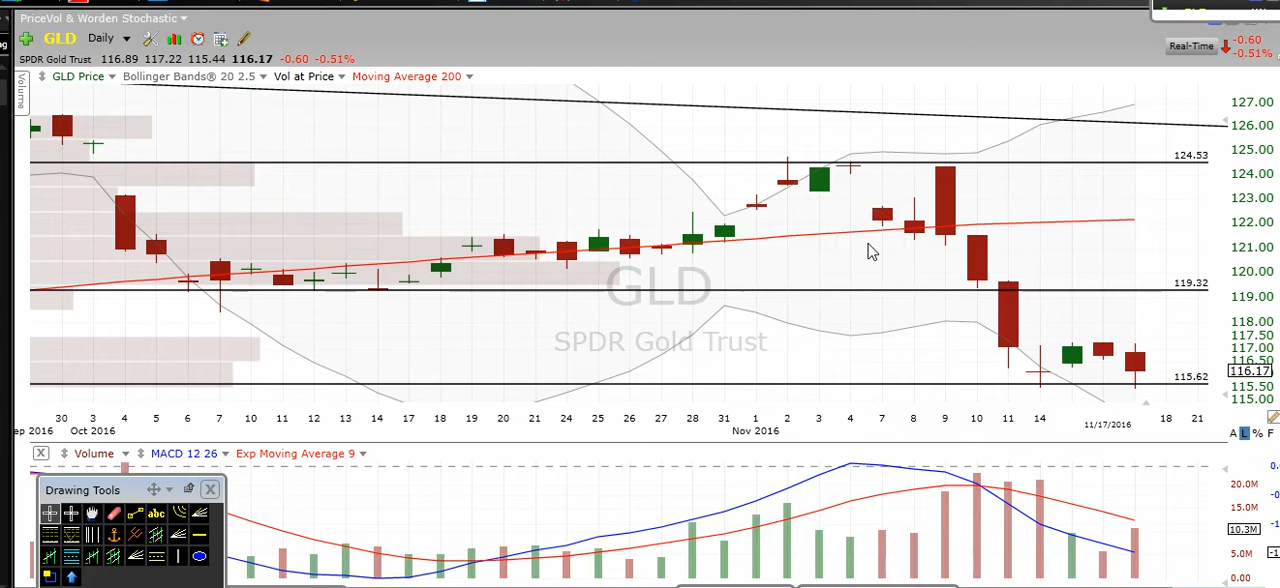 PriceVol & Worden Stochastic
GLD Daily
Real-Time -0.60
-0.51%
SPDR Gold Trust 116.89 117.22 115.44 116.17 -0.60 -0.51%
Volume
GLD Price Bollinger Bands® 20 2.5 Vol at Price Moving Average 200
127.00
126.00
125.00
124.53
124.00
123.00
122.00
121.00
120.00
119.32
119.00
118.00
117.50
117.00
116.50
116.17
115.62
115.50
115.00
GLD
SPDR Gold Trust
30 3 4 5 6 7 10 11 12 13 14 17 18 19 20 21 24 25 26 27 28 31 1 2 3 4 7 8 9 10 11 14 18 21
ep 2016 Oct 2016 Nov 2016 11/17/2016
A L % F
X Volume MACD 12 26 Exp Moving Average 9
Drawing Tools X
abc
20.0M
15.0M
10.3M
5.0M
0.00